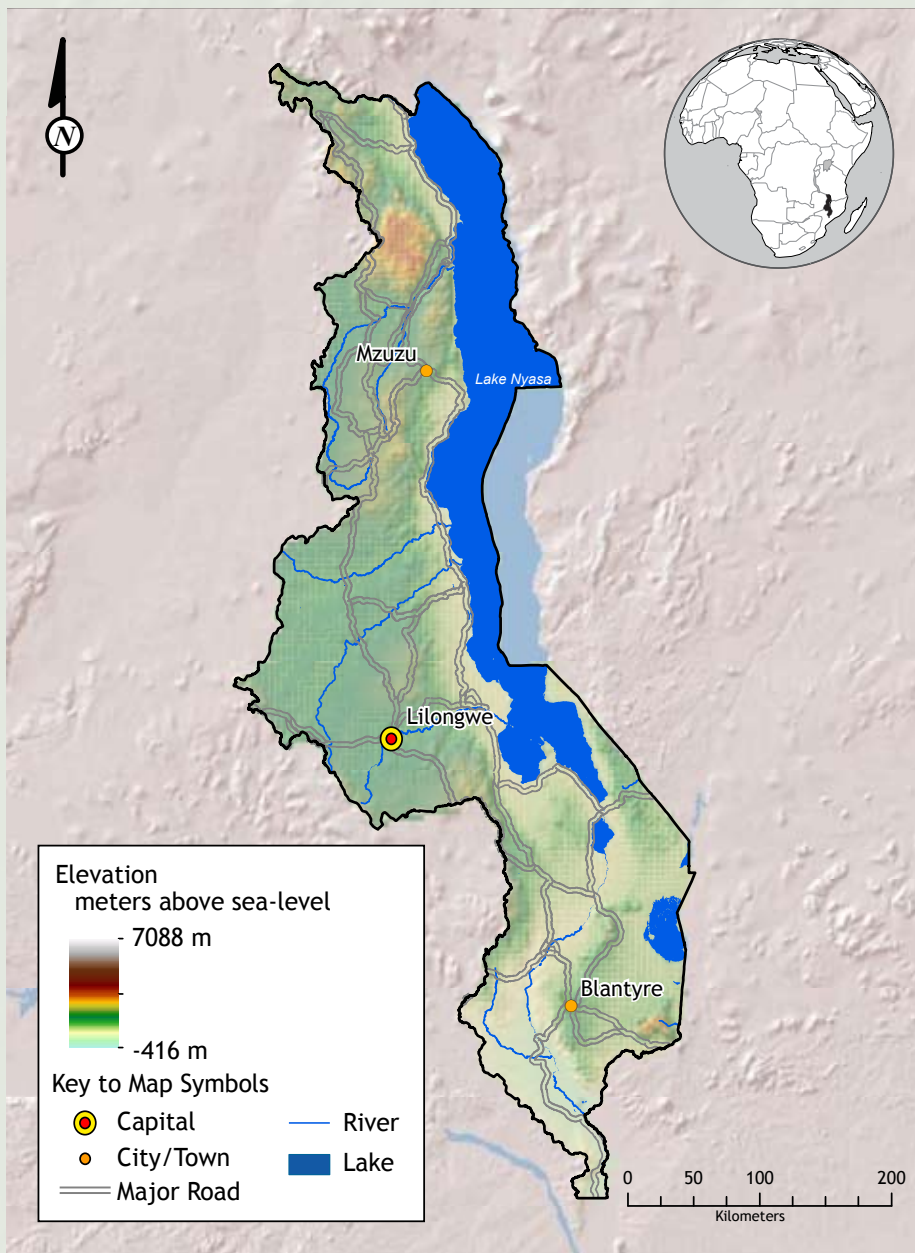 N
Mzuzu
Lake Nyasa
Lilongwe
Blantyre
Elevation
meters above sea-level
7088 m
-416 m
Key to Map Symbols
Capital
River
City/Town
Lake
Major Road
0 50 100 200
Kilometers